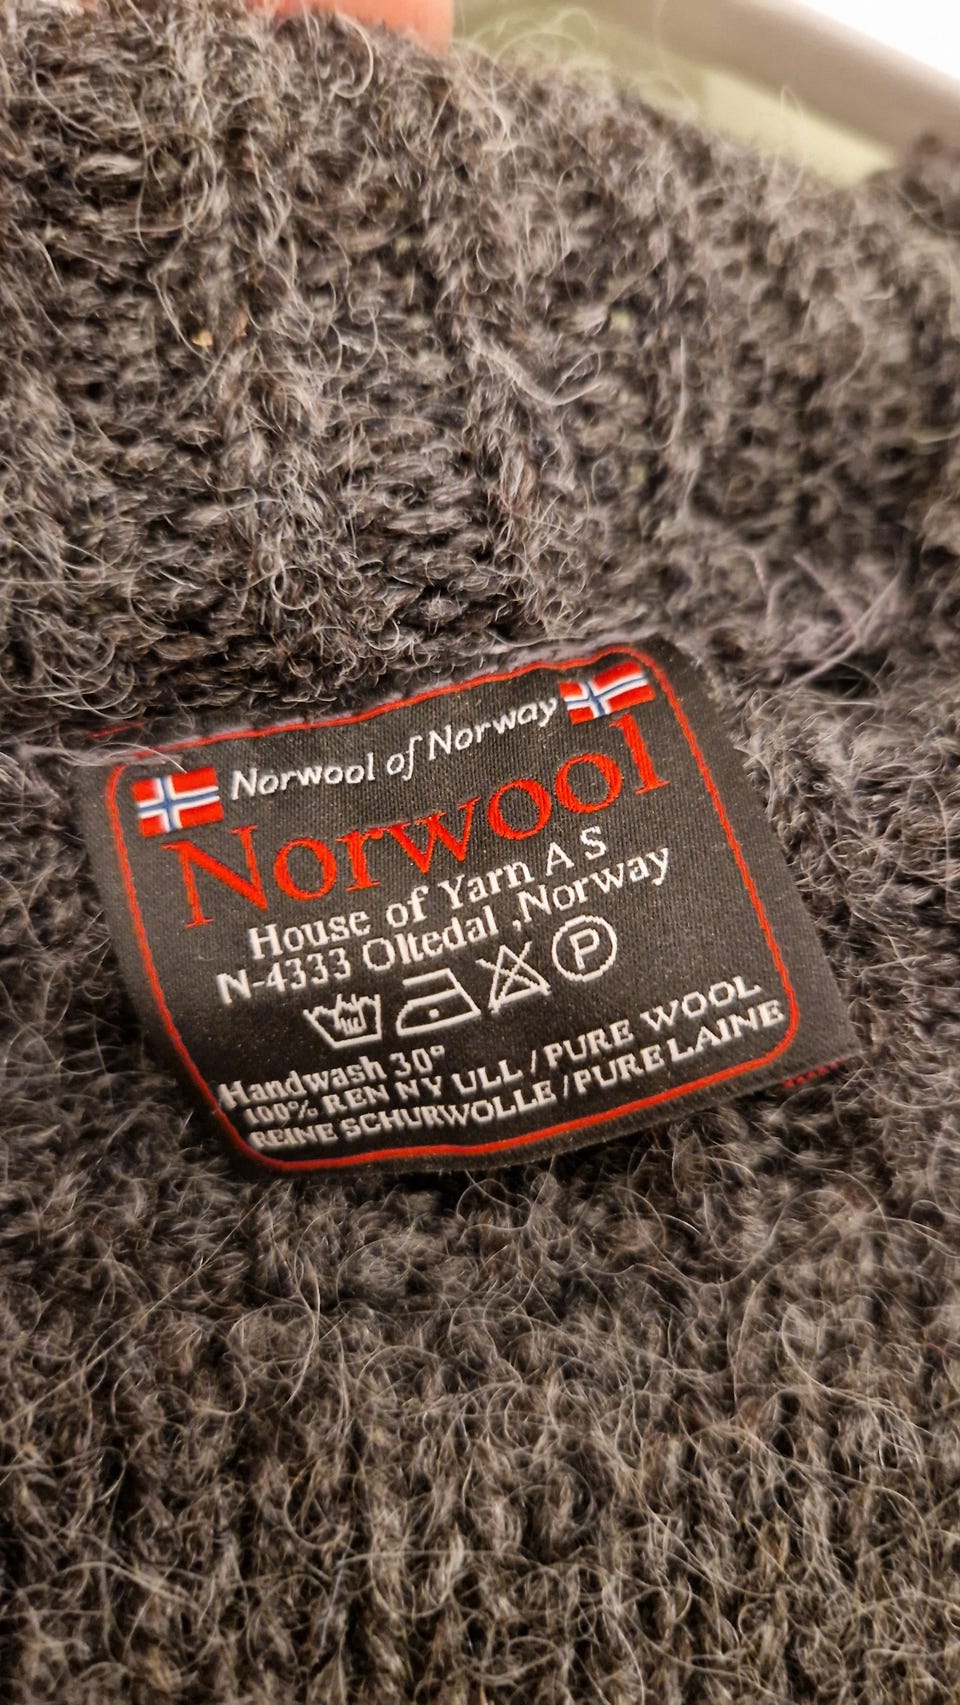 Norwool of Norway
Norwool
House of Yarn A S
N-4333 Oltedal ,Norway
P
Handwash 30°
100% REN NY ULL / PURE WOOL
REINE SCHURWOLLE / PURE LAINE